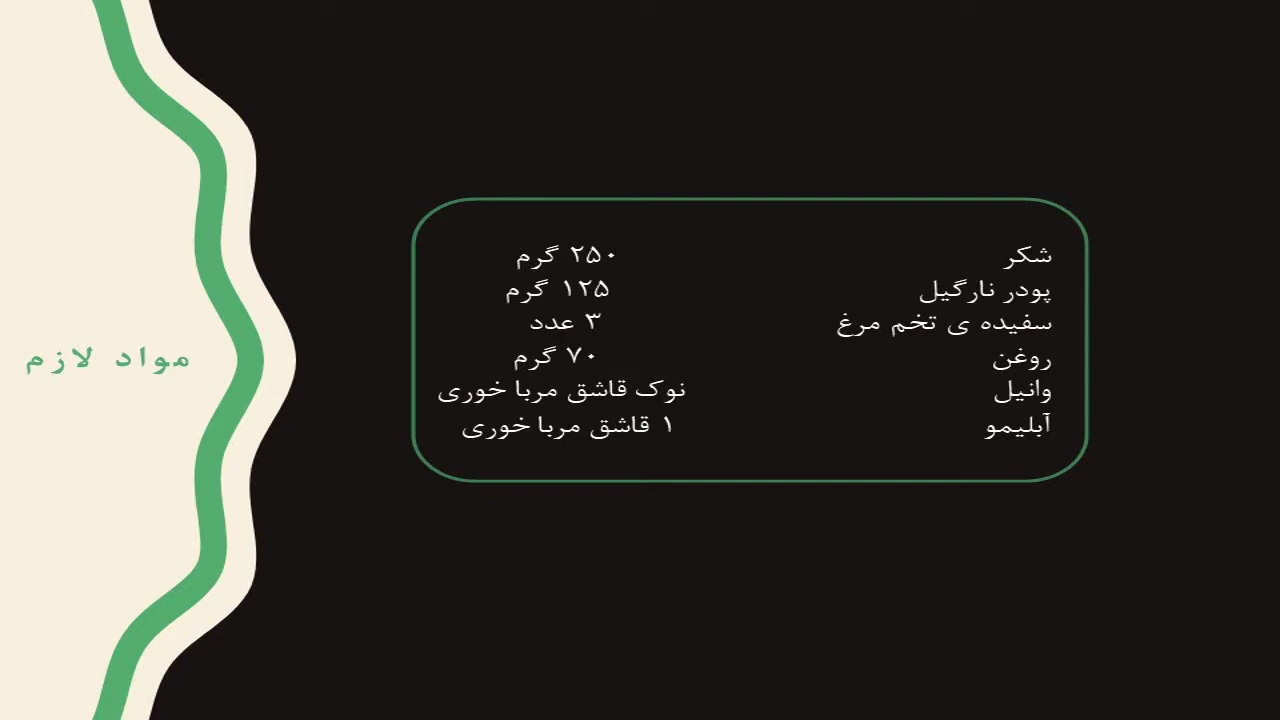 مواد لازم
شکر ۲۵۰ گرم
پودر نارگیل ۱۲۵ گرم
سفیده ی تخم مرغ ۳ عدد
روغن ۷۰ گرم
وانیل نوک قاشق مربا خوری
آبلیمو ۱ قاشق مربا خوری